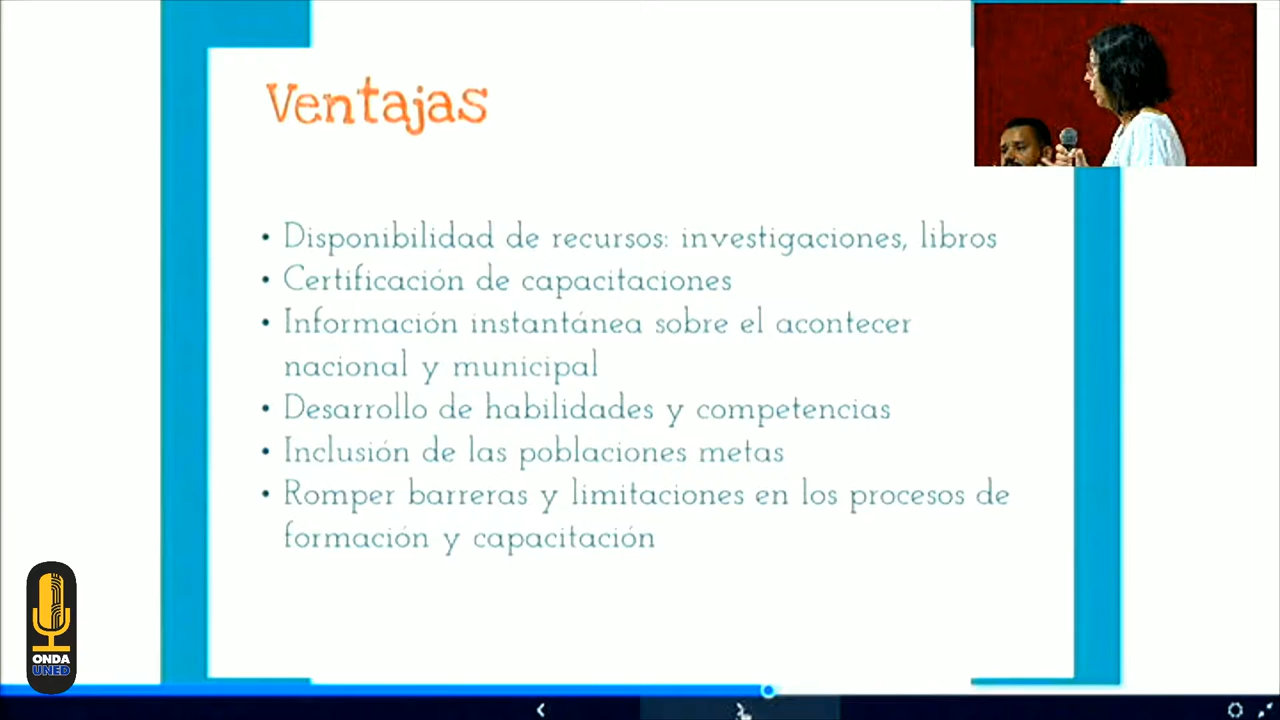 Ventajas
• Disponibilidad de recursos: investigaciones, libros
• Certificación de capacitaciones
• Información instantánea sobre el acontecer
nacional y municipal
• Desarrollo de habilidades y competencias
• Inclusión de las poblaciones metas
• Romper barreras y limitaciones en los procesos de
formación y capacitación
ONDA
UNED